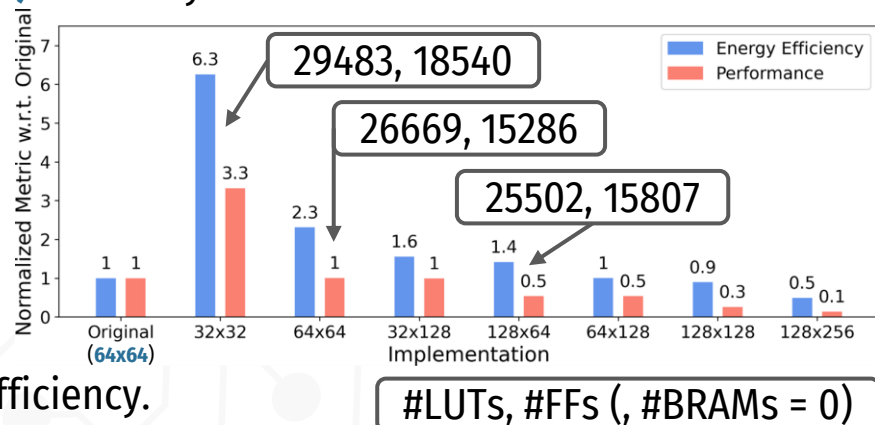 Normalized Metric w.r.t. Original
7
6
5
4
3
2
1
0
Energy Efficiency
Performance
29483, 18540
26669, 15286
25502, 15807
1 1
6.3 3.3
2.3 1
1.6 1
1.4 0.5
1 0.5
0.9 0.3
0.5 0.1
Original 32x32 64x64 32x128 128x64 64x128 128x128 128x256
(64x64)
Implementation
fficiency.
#LUTs, #FFs (, #BRAMs = 0)